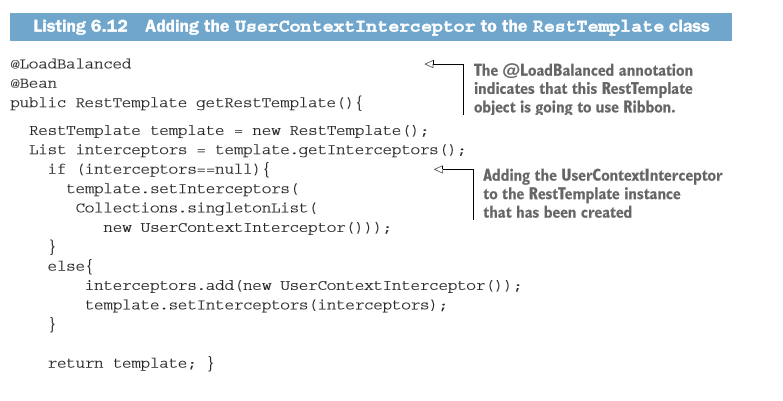 Listing 6.12 Adding the UserContextInterceptor to the RestTemplate class
@LoadBalanced
@Bean
public RestTemplate getRestTemplate(){
RestTemplate template = new RestTemplate();
List interceptors = template.getInterceptors();
if (interceptors==null){
template.setInterceptors(
Collections.singletonList(
new UserContextInterceptor()));
}
else{
interceptors.add(new UserContextInterceptor());
template.setInterceptors(interceptors);
}
return template; }
The @LoadBalanced annotation
indicates that this RestTemplate
object is going to use Ribbon.
Adding the UserContextInterceptor
to the RestTemplate instance
that has been created